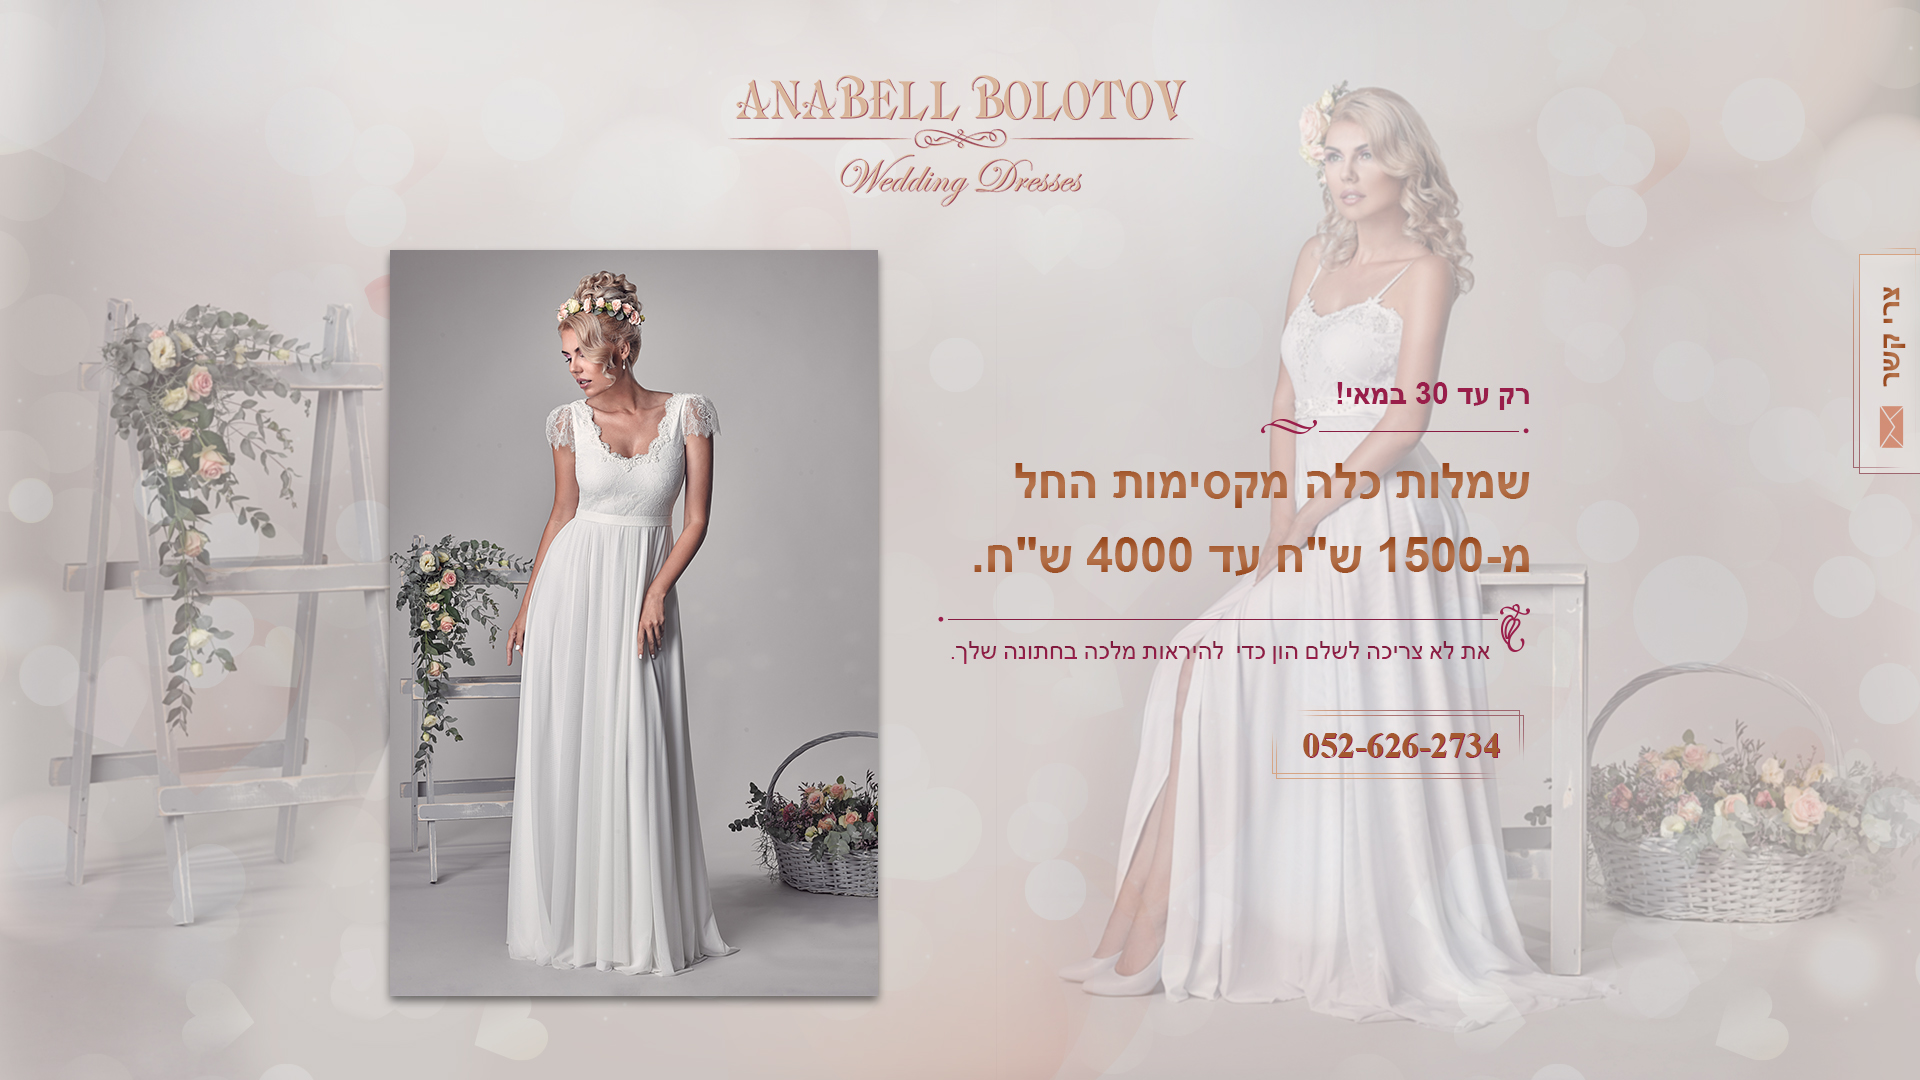 ANABELL BOLOTOV
Wedding Dresses
רק עד 30 במאי!
שמלות כלה מקסימות החל
מ-1500 ש"ח עד 4000 ש"ח.
את לא צריכה לשלם הון כדי להיראות מלכה בחתונה שלך.
052-626-2734
צרי קשר